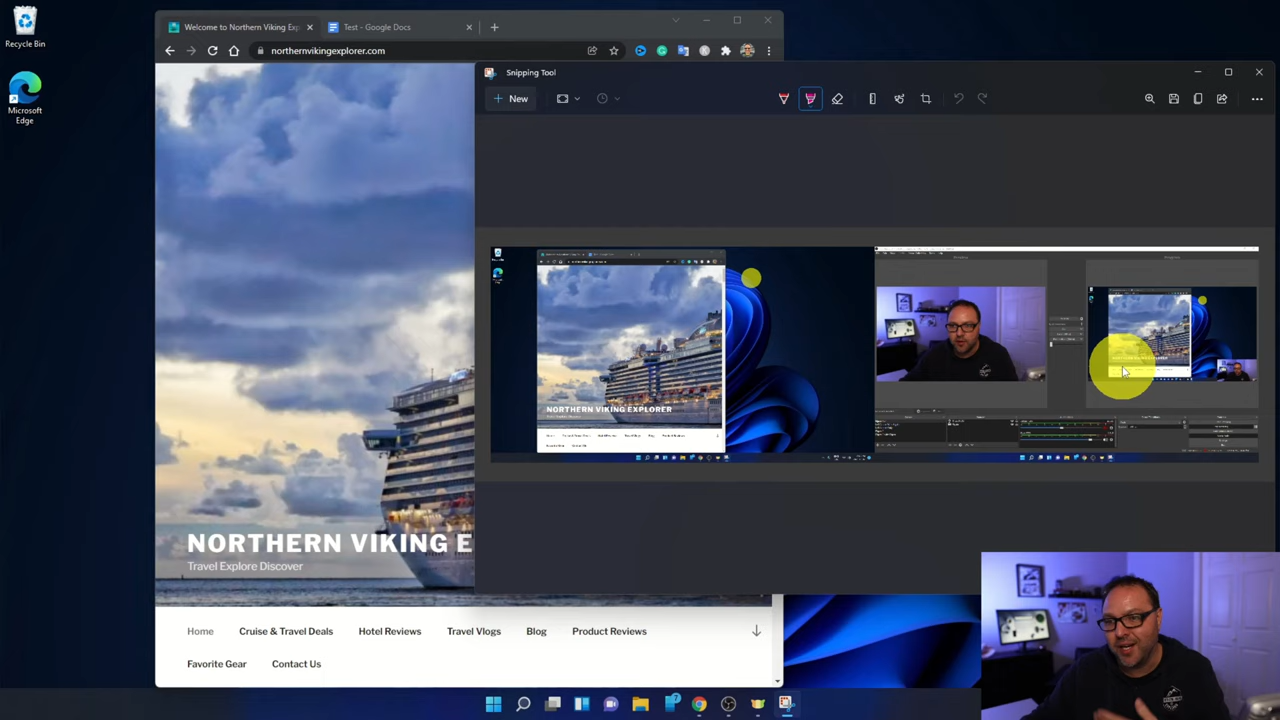 Recycle Bin
Microsoft
Edge
Welcome to Northern Viking Exp
Test - Google Docs
northernvikingexplorer.com
Snipping Tool
New
NORTHERN VIKING EXPLORER
NORTHERN VIKING E
Travel Explore Discover
Home
Cruise & Travel Deals
Hotel Reviews
Travel Vlogs
Blog
Product Reviews
Favorite Gear
Contact Us
7